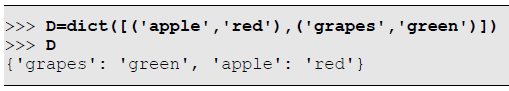 >>> D=dict([('apple','red'),('grapes','green')])
>>> D
{'grapes': 'green', 'apple': 'red'}